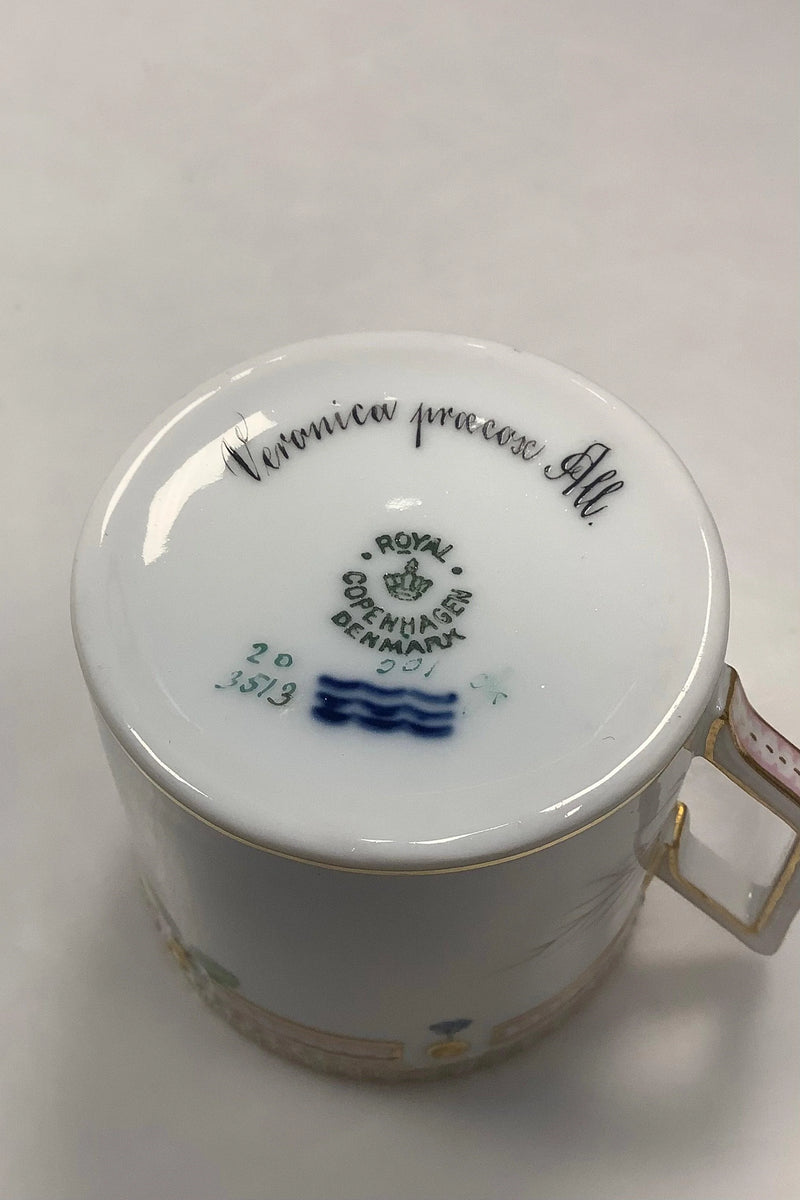 Veronica præcox All.
ROYAL
COPENHAGEN
DENMARK
20
3513